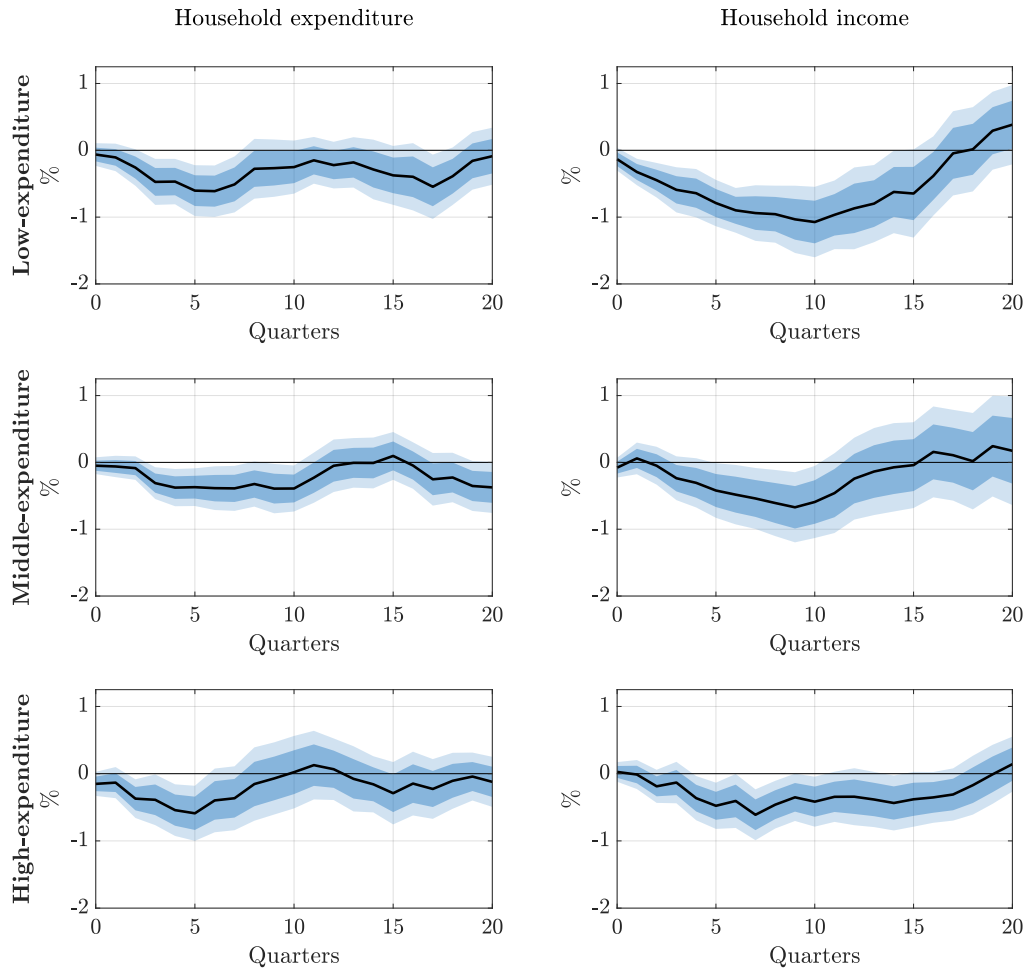 Household expenditure
Household income
Low-expenditure
%
1
0
-1
-2
0 5 10 15 20
Quarters
%
1
0
-1
-2
0 5 10 15 20
Quarters
Middle-expenditure
%
1
0
-1
-2
0 5 10 15 20
Quarters
%
1
0
-1
-2
0 5 10 15 20
Quarters
High-expenditure
%
1
0
-1
-2
0 5 10 15 20
Quarters
%
1
0
-1
-2
0 5 10 15 20
Quarters